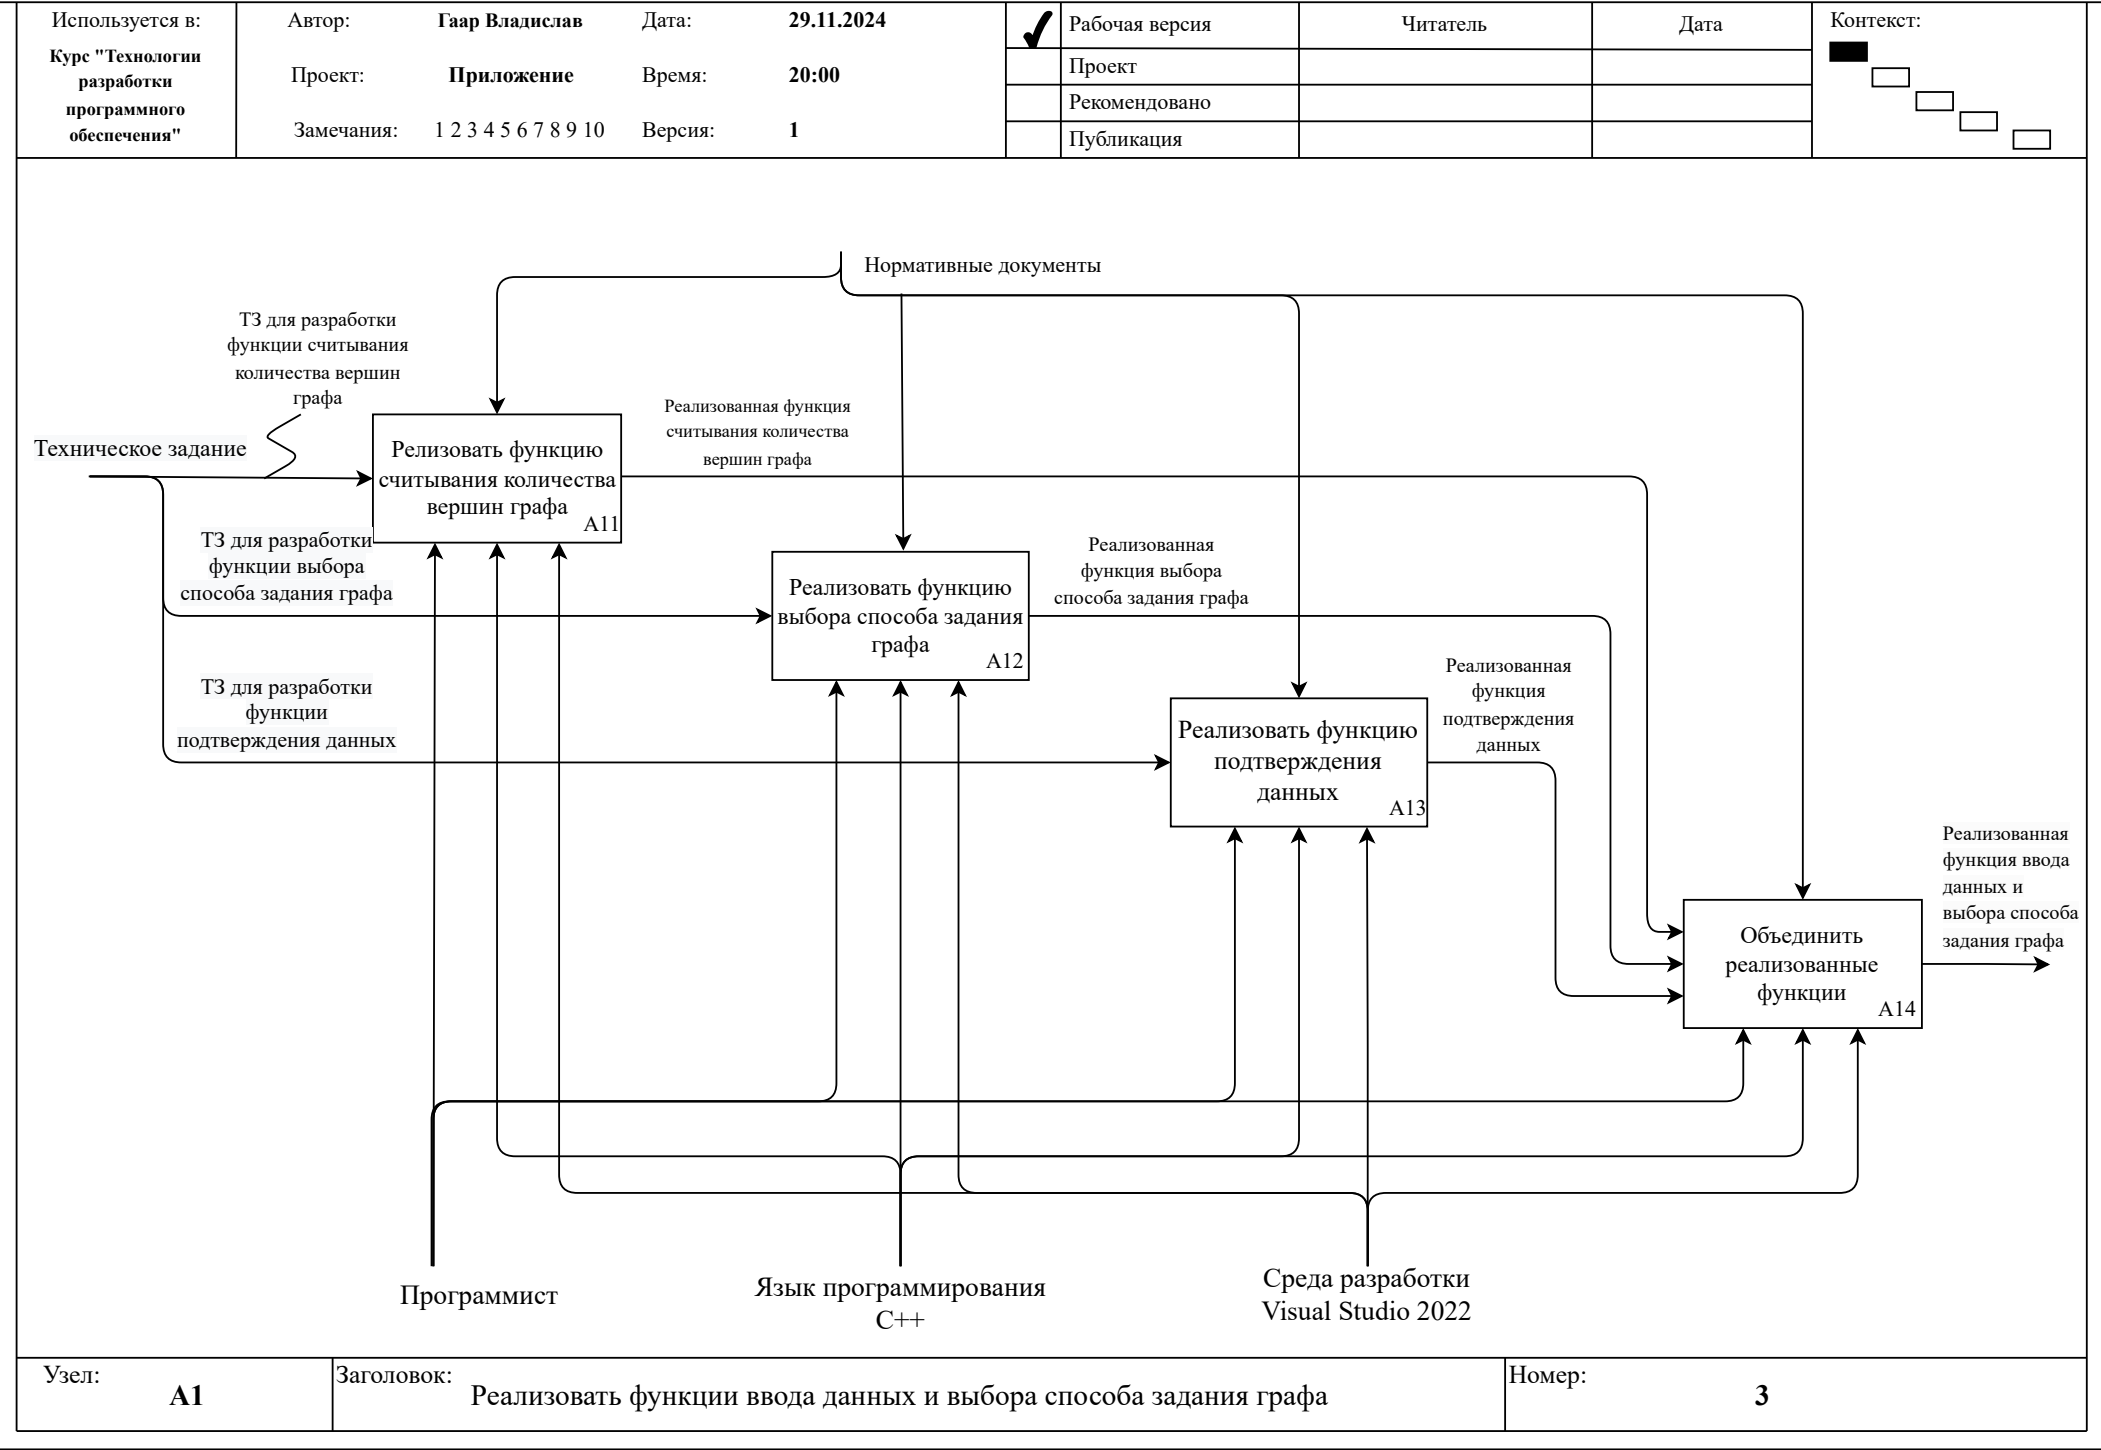 Используется в:
Курс "Технологии
разработки
программного
обеспечения"
Автор:
Гаар Владислав
Дата:
29.11.2024
Проект:
Приложение
Время:
20:00
Замечания:
1 2 3 4 5 6 7 8 9 10
Версия:
1
Рабочая версия
Читатель
Дата
Проект
Рекомендовано
Публикация
Контекст:
Нормативные документы
ТЗ для разработки
функции считывания
количества вершин
графа
Техническое задание
Релизовать функцию
считывания количества
вершин графа
A11
Реализованная функция
считывания количества
вершин графа
ТЗ для разработки
функции выбора
способа задания графа
Реализовать функцию
выбора способа задания
графа
A12
Реализованная
функция выбора
способа задания графа
ТЗ для разработки
функции
подтверждения данных
Реализовать функцию
подтверждения
данных
A13
Реализованная
функция
подтверждения
данных
Объединить
реализованные
функции
A14
Реализованная
функция ввода
данных и
выбора способа
задания графа
Программист
Язык программирования
C++
Среда разработки
Visual Studio 2022
Узел:
A1
Заголовок:
Реализовать функции ввода данных и выбора способа задания графа
Номер:
3